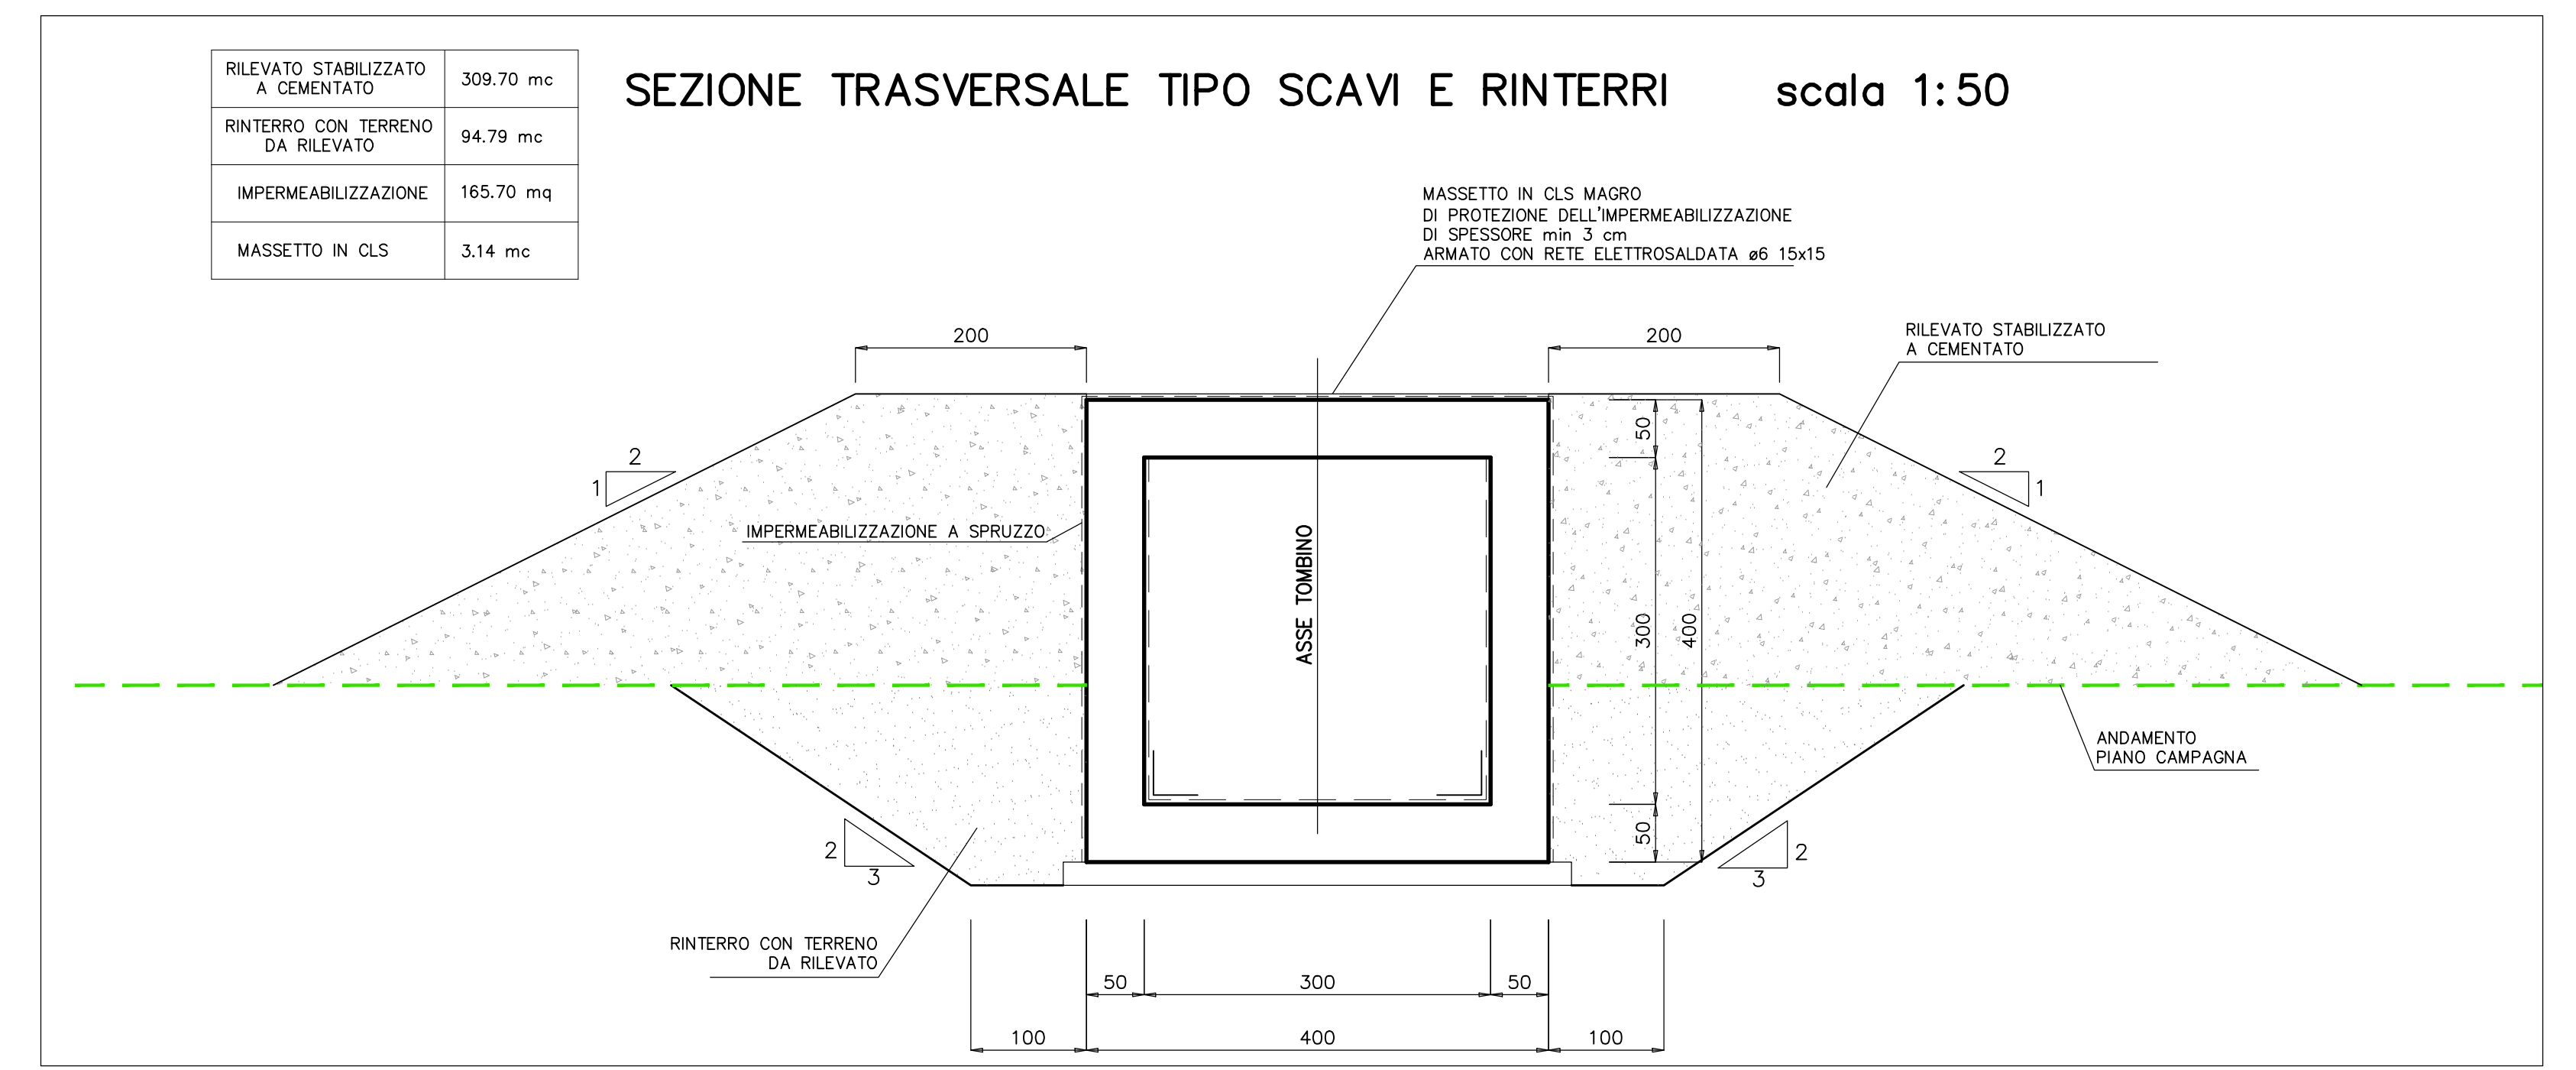 SEZIONE TRASVERSALE TIPO SCAVI E RINTERRI scala 1:50
RILEVATO STABILIZZATO
A CEMENTATO
309.70 mc
RINTERRO CON TERRENO
DA RILEVATO
94.79 mc
IMPERMEABILIZZAZIONE
165.70 mq
MASSETTO IN CLS
3.14 mc
MASSETTO IN CLS MAGRO
DI PROTEZIONE DELL'IMPERMEABILIZZAZIONE
DI SPESSORE min 3 cm
ARMATO CON RETE ELETTROSALDATA ø6 15x15
200
200
RILEVATO STABILIZZATO
A CEMENTATO
50
2
1
2
1
IMPERMEABILIZZAZIONE A SPRUZZO
ASSE TOMBINO
300
400
ANDAMENTO
PIANO CAMPAGNA
50
2
3
2
3
RINTERRO CON TERRENO
DA RILEVATO
50
300
50
100
400
100